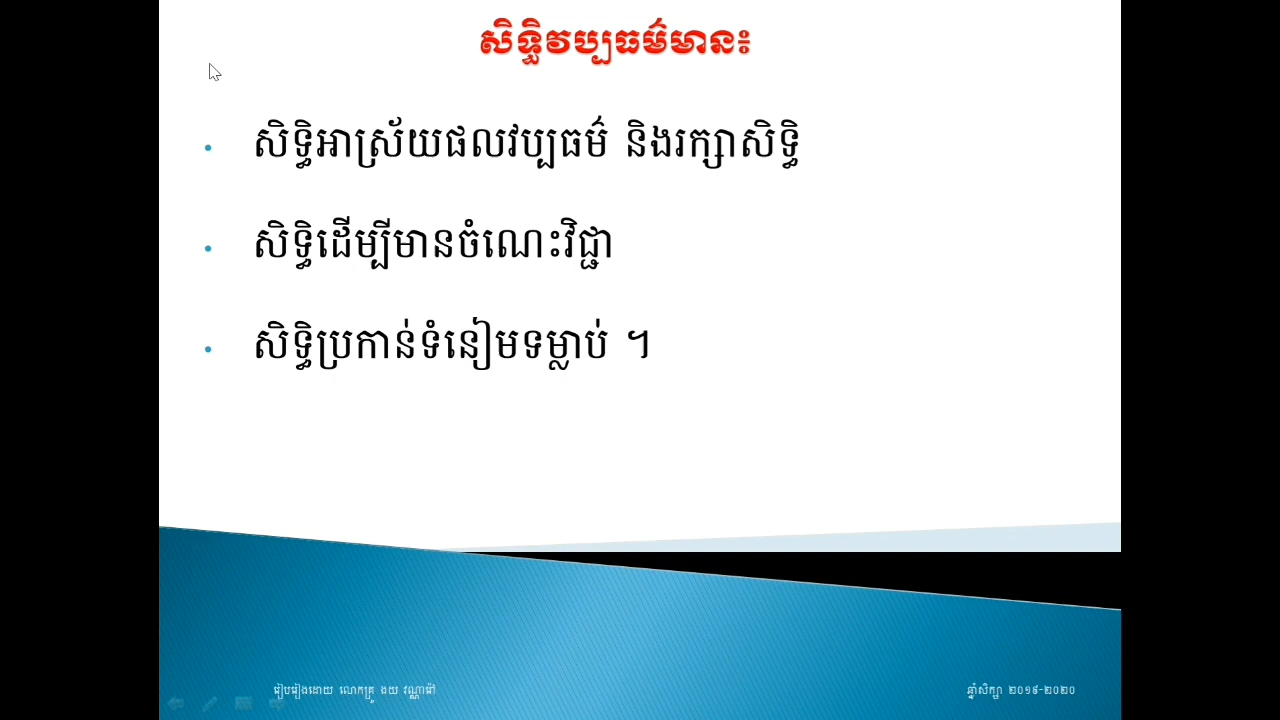 សិទ្ធិវប្បធម៌មាន៖
• សិទ្ធិអាស្រ័យផលវប្បធម៌ និងរក្សាសិទ្ធិ
• សិទ្ធិដើម្បីមានចំណេះវិជ្ជា
• សិទ្ធិប្រកាន់ទំនៀមទម្លាប់ ។
រៀបរៀងដោយ លោកគ្រូ ងយ វណ្ណារ៉ៅ
ឆ្នាំសិក្សា ២០១៩-២០២០